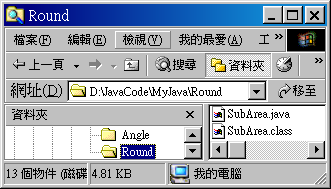 Round
檔案(F) 編輯(E) 檢視(V) 我的最愛(A) 工 »
上一頁 搜尋 資料夾 »
網址(D) D:\JavaCode\MyJava\Round 移至
資料夾
Angle
Round
SubArea.java
SubArea.class
13 個物件 (磁碟 4.81 KB 我的電腦